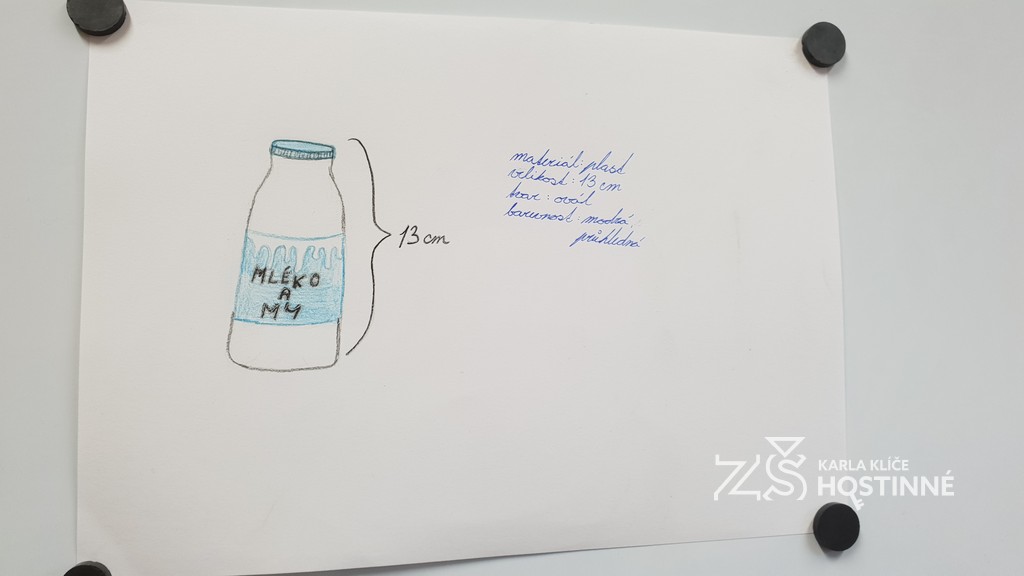 MLÉKO
A
MY
13 cm
materiál: plast
velikost: 13 cm
tvar: ovál
barevnost: modrá,
průhledná
ZŠ
KARLA KLÍČE
HOSTINNÉ